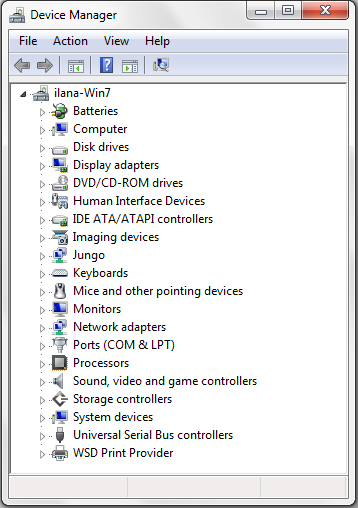 Device Manager
File Action View Help
ilana-Win7
Batteries
Computer
Disk drives
Display adapters
DVD/CD-ROM drives
Human Interface Devices
IDE ATA/ATAPI controllers
Imaging devices
Jungo
Keyboards
Mice and other pointing devices
Monitors
Network adapters
Ports (COM & LPT)
Processors
Sound, video and game controllers
Storage controllers
System devices
Universal Serial Bus controllers
WSD Print Provider